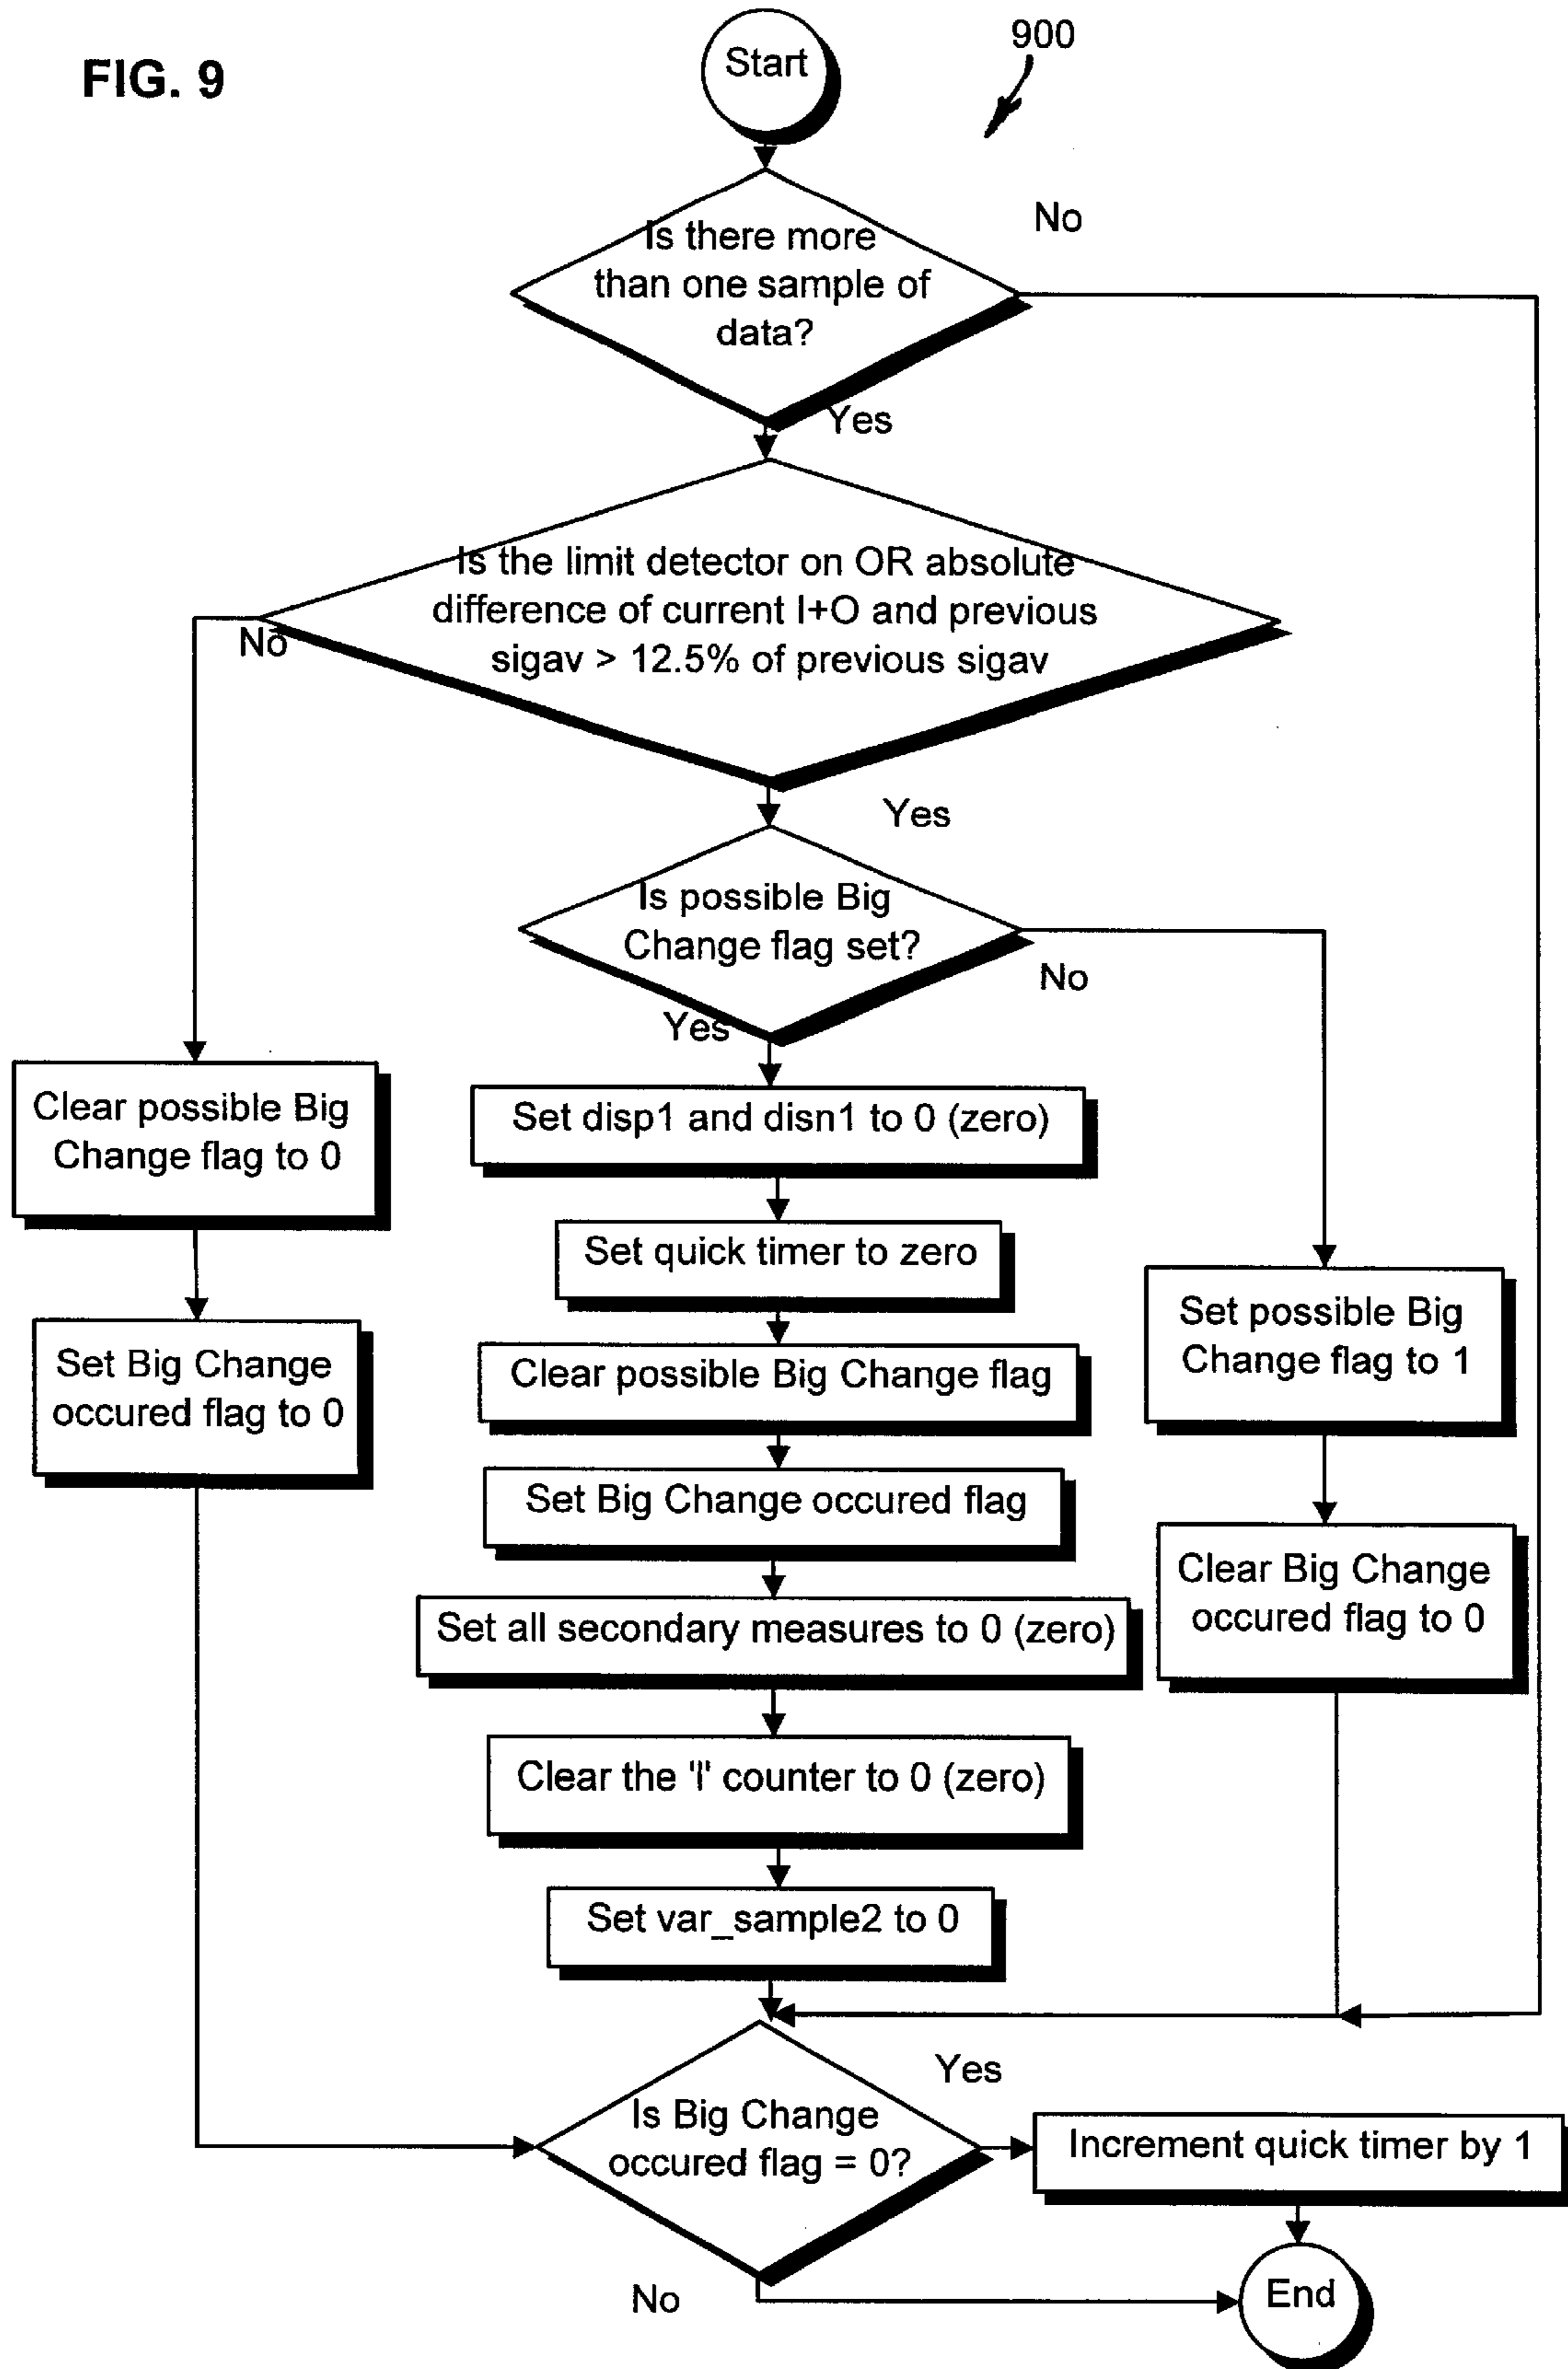 FIG. 9
Start
900
Is there more
than one sample of
data?
No
Yes
Is the limit detector on OR absolute
difference of current I+O and previous
sigav > 12.5% of previous sigav
No
Yes
Is possible Big
Change flag set?
No
Yes
Clear possible Big
Change flag to 0
Set Big Change
occured flag to 0
Set disp1 and disn1 to 0 (zero)
Set quick timer to zero
Clear possible Big Change flag
Set Big Change occured flag
Set all secondary measures to 0 (zero)
Clear the 'I' counter to 0 (zero)
Set var_sample2 to 0
Set possible Big
Change flag to 1
Clear Big Change
occured flag to 0
Is Big Change
occured flag = 0?
Yes
Increment quick timer by 1
No
End